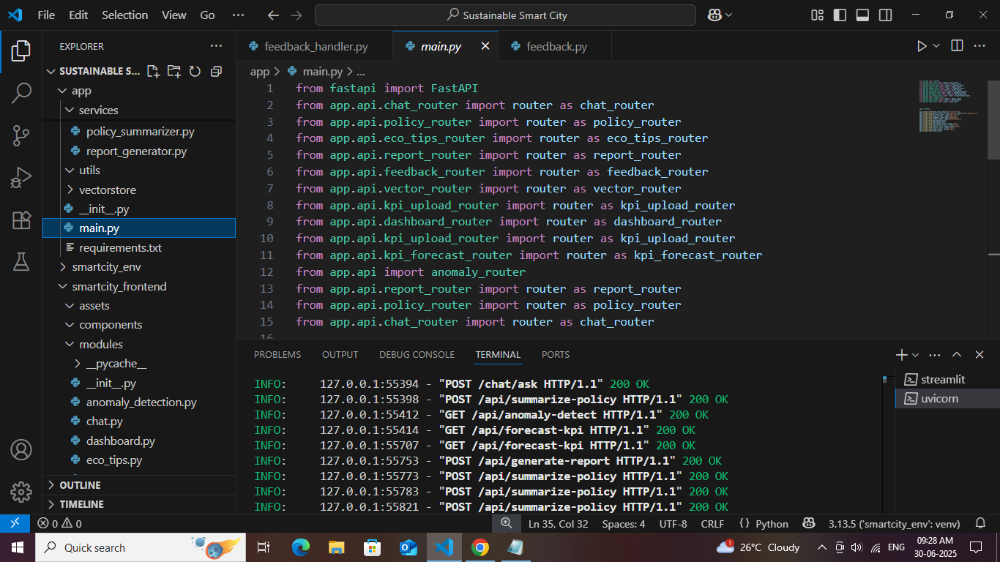 File Edit Selection View Go ··· Sustainable Smart City
EXPLORER
SUSTAINABLE S...
app
services
policy_summarizer.py
report_generator.py
utils
vectorstore
__init__.py
main.py
requirements.txt
smartcity_env
smartcity_frontend
assets
components
modules
__pycache__
__init__.py
anomaly_detection.py
chat.py
dashboard.py
eco_tips.py
OUTLINE
TIMELINE
feedback_handler.py main.py feedback.py
app > main.py > ...
1 from fastapi import FastAPI
2 from app.api.chat_router import router as chat_router
3 from app.api.policy_router import router as policy_router
4 from app.api.eco_tips_router import router as eco_tips_router
5 from app.api.report_router import router as report_router
6 from app.api.feedback_router import router as feedback_router
7 from app.api.vector_router import router as vector_router
8 from app.api.kpi_upload_router import router as kpi_upload_router
9 from app.api.dashboard_router import router as dashboard_router
10 from app.api.kpi_upload_router import router as kpi_upload_router
11 from app.api.kpi_forecast_router import router as kpi_forecast_router
12 from app.api import anomaly_router
13 from app.api.report_router import router as report_router
14 from app.api.policy_router import router as policy_router
15 from app.api.chat_router import router as chat_router
16
PROBLEMS OUTPUT DEBUG CONSOLE TERMINAL PORTS
INFO: 127.0.0.1:55394 - "POST /chat/ask HTTP/1.1" 200 OK
INFO: 127.0.0.1:55398 - "POST /api/summarize-policy HTTP/1.1" 200 OK
INFO: 127.0.0.1:55412 - "GET /api/anomaly-detect HTTP/1.1" 200 OK
INFO: 127.0.0.1:55414 - "GET /api/forecast-kpi HTTP/1.1" 200 OK
INFO: 127.0.0.1:55707 - "GET /api/forecast-kpi HTTP/1.1" 200 OK
INFO: 127.0.0.1:55753 - "POST /api/generate-report HTTP/1.1" 200 OK
INFO: 127.0.0.1:55773 - "POST /api/summarize-policy HTTP/1.1" 200 OK
INFO: 127.0.0.1:55783 - "POST /api/summarize-policy HTTP/1.1" 200 OK
INFO: 127.0.0.1:55821 - "POST /api/summarize-policy HTTP/1.1" 200 OK
streamlit
uvicorn
0 0 Ln 35, Col 32 Spaces: 4 UTF-8 CRLF {} Python 3.13.5 ('smartcity_env': venv)
Quick search 1 26°C Cloudy ENG 09:28 AM
30-06-2025